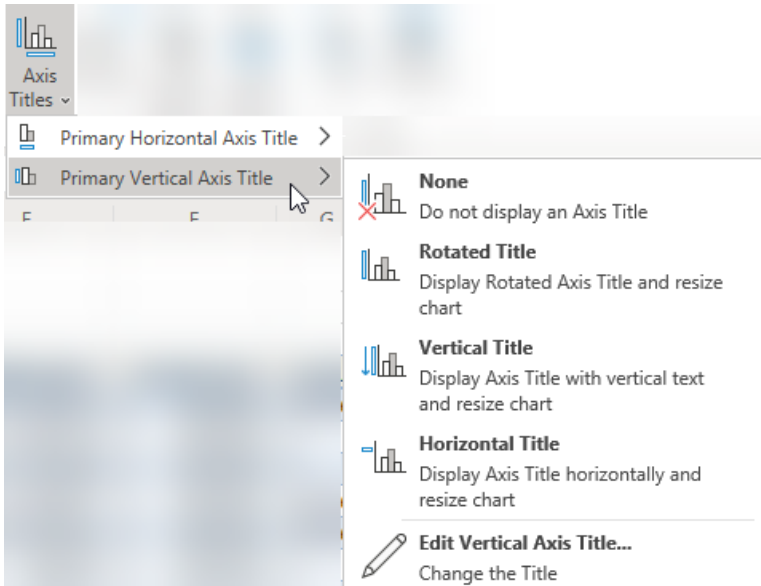 Axis
Titles
Primary Horizontal Axis Title
Primary Vertical Axis Title
G
None
Do not display an Axis Title
Rotated Title
Display Rotated Axis Title and resize
chart
Vertical Title
Display Axis Title with vertical text
and resize chart
Horizontal Title
Display Axis Title horizontally and
resize chart
Edit Vertical Axis Title...
Change the Title